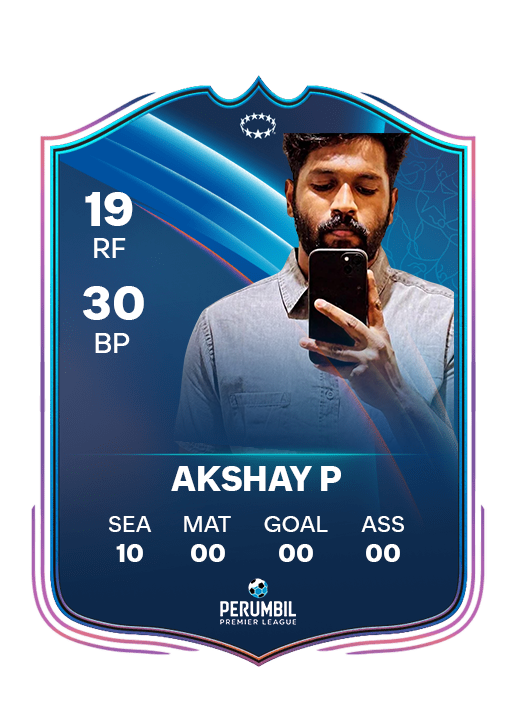 19
RF
30
BP
AKSHAY P
SEA MAT GOAL ASS
10 00 00 00
PERUMBIL
PREMIER LEAGUE